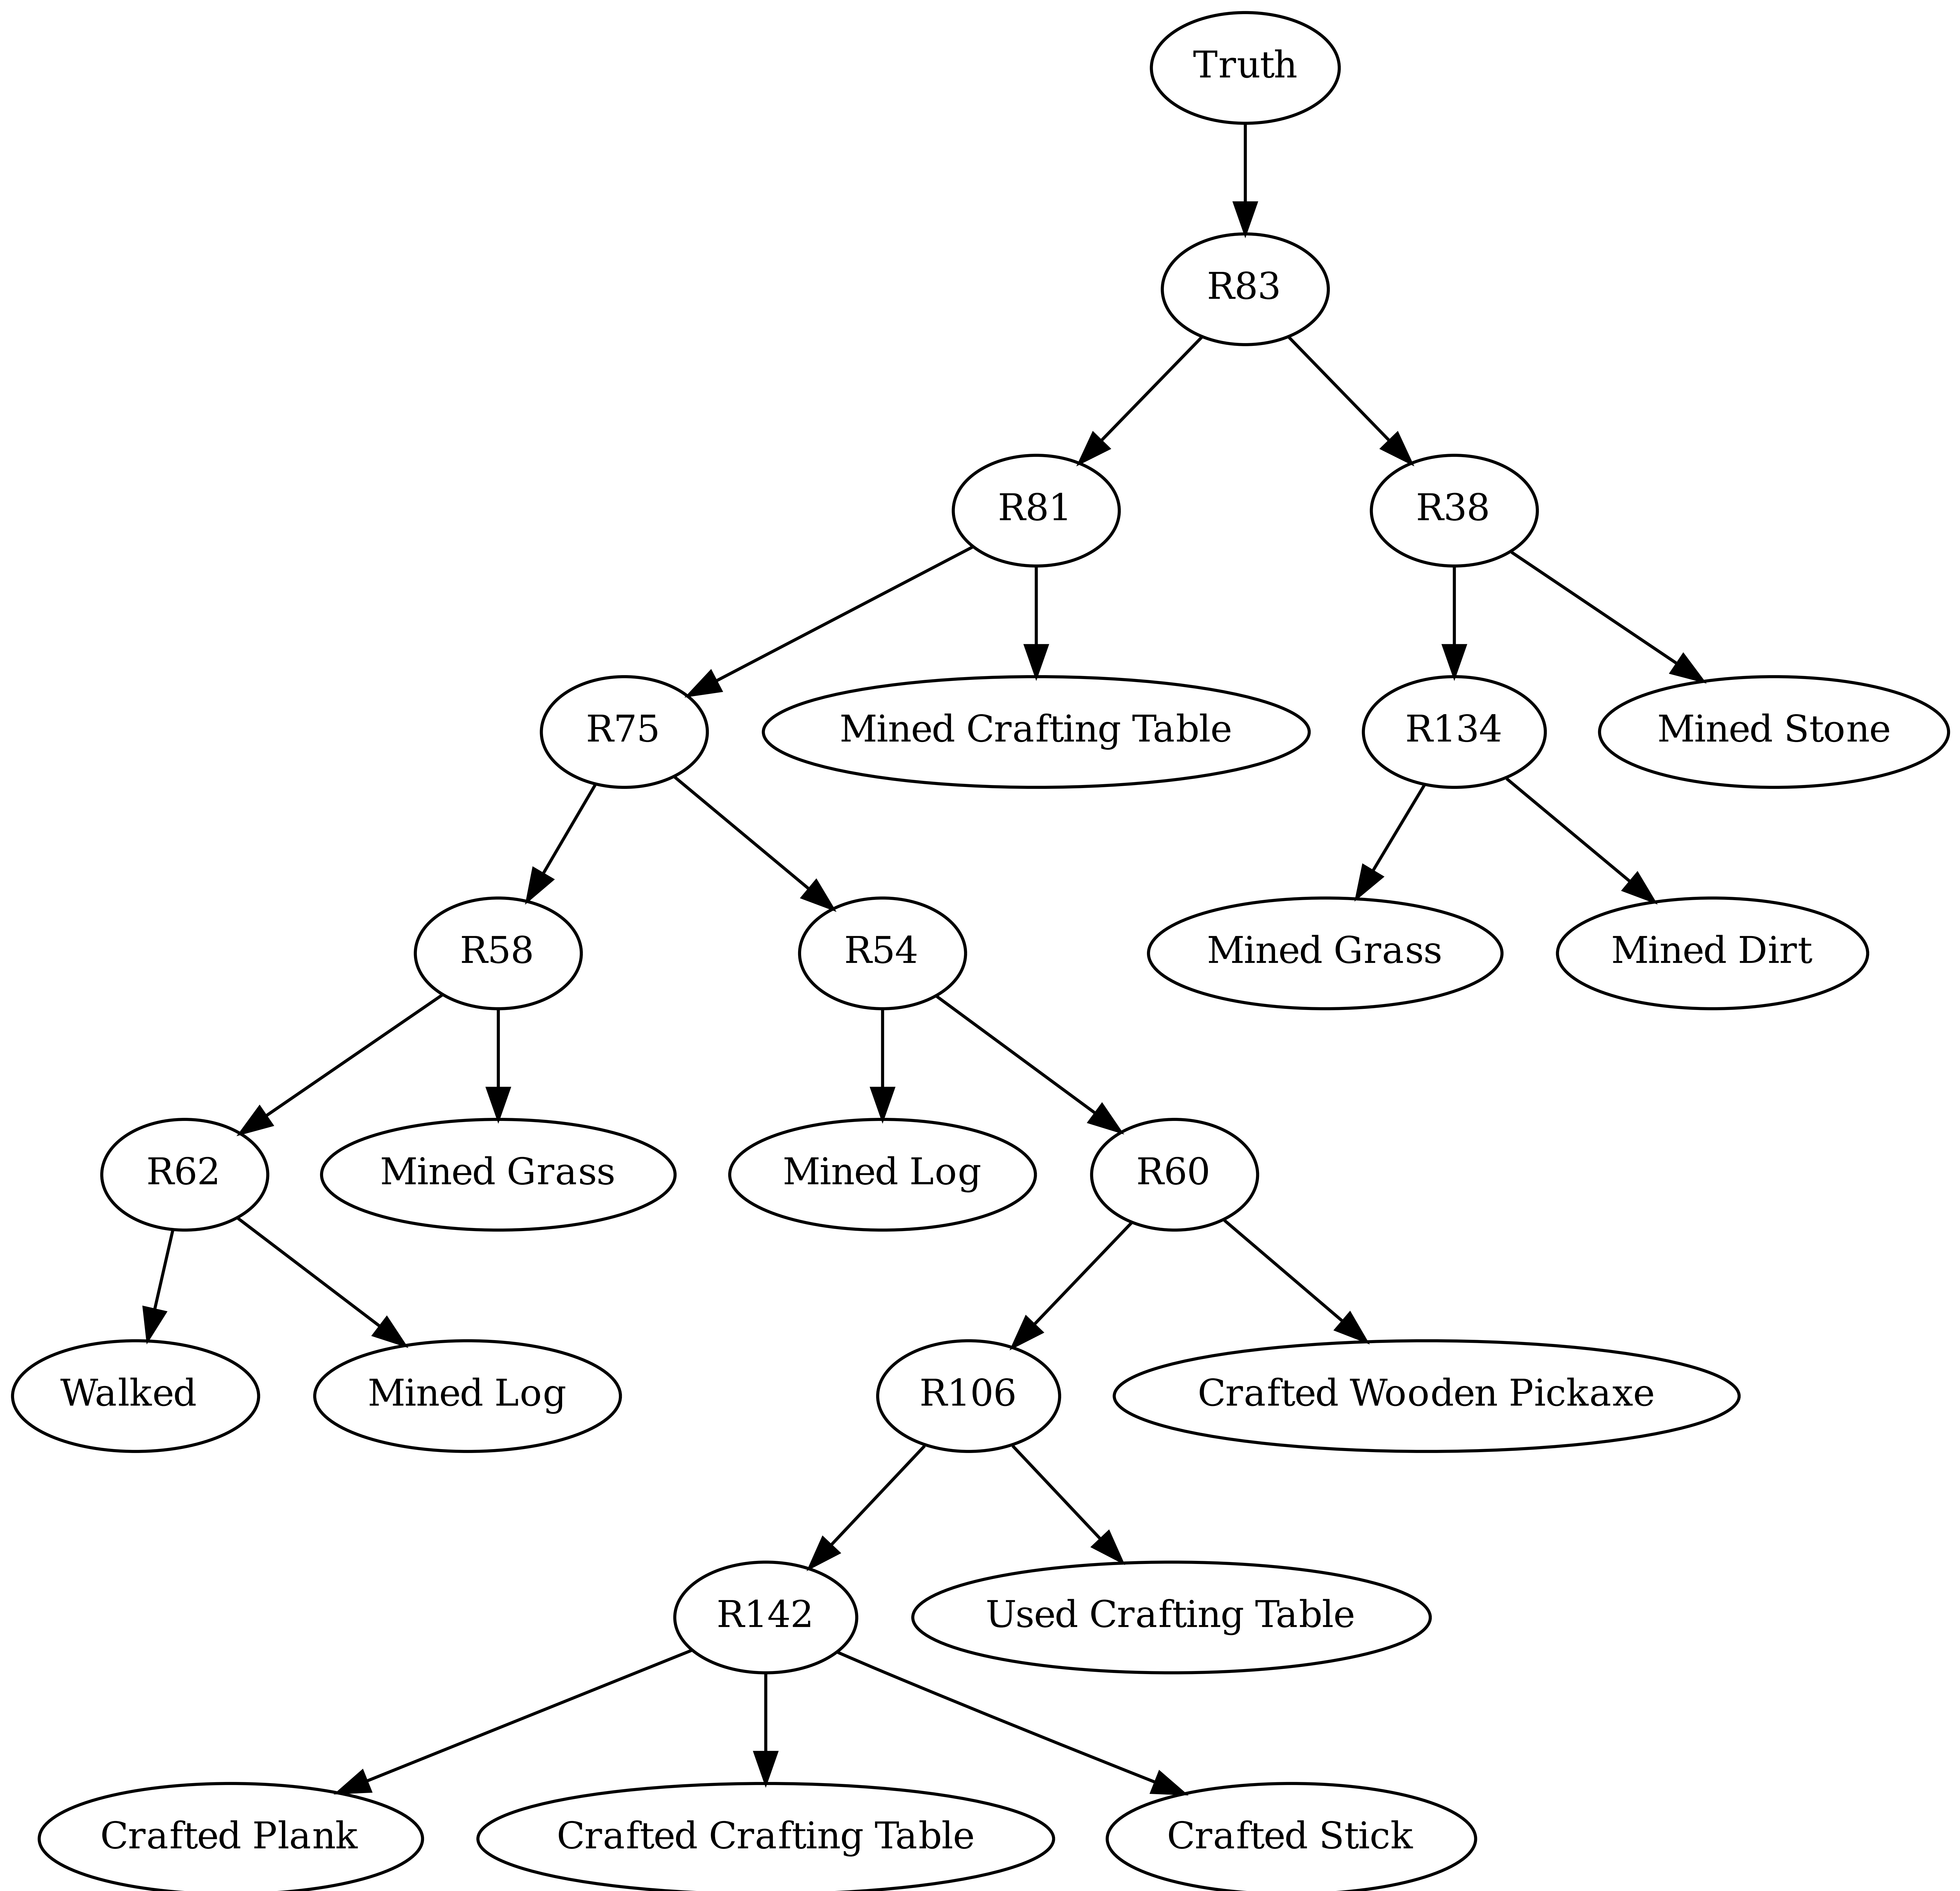 Truth
R83
R81
R38
R75
Mined Crafting Table
R134
Mined Stone
R58
R54
Mined Grass
Mined Dirt
R62
Mined Grass
Mined Log
R60
Walked
Mined Log
R106
Crafted Wooden Pickaxe
R142
Used Crafting Table
Crafted Plank
Crafted Crafting Table
Crafted Stick